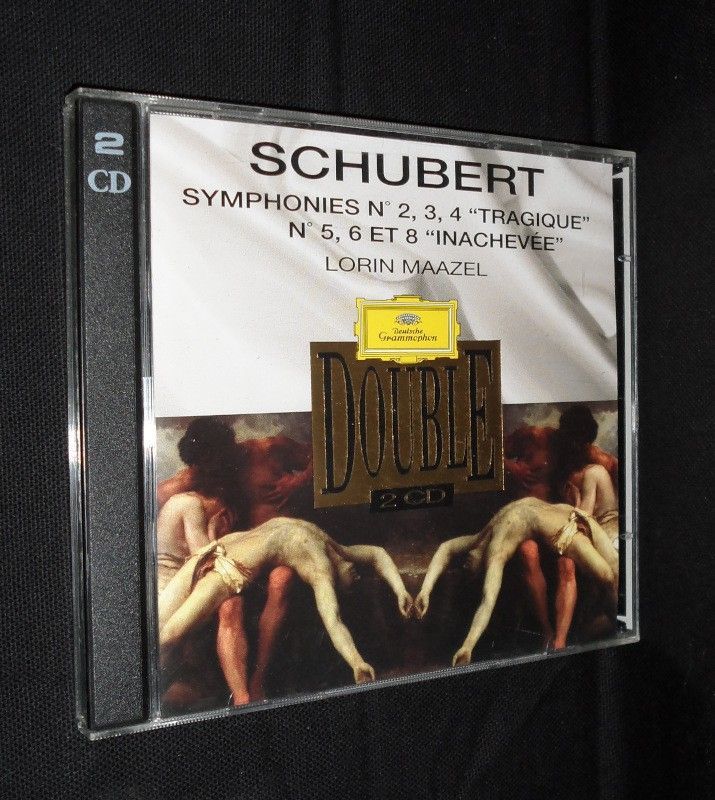 2
CD
SCHUBERT
SYMPHONIES N° 2, 3, 4 “TRAGIQUE”
N° 5, 6 ET 8 “INACHEVÉE”
LORIN MAAZEL
Deutsche
Grammophon
DOUBLE
2 CD